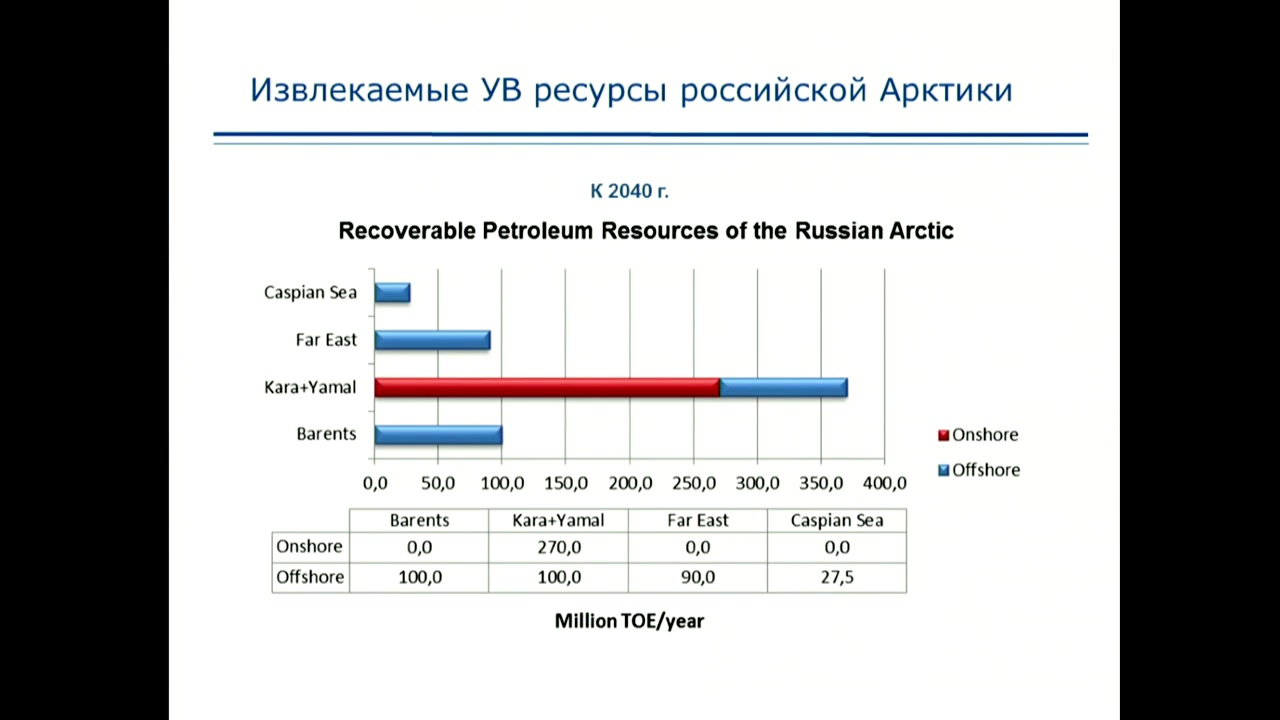 Извлекаемые УВ ресурсы российской Арктики
К 2040 г.
Recoverable Petroleum Resources of the Russian Arctic
Caspian Sea
Far East
Kara+Yamal
Barents
0,0 50,0 100,0 150,0 200,0 250,0 300,0 350,0 400,0
Onshore
Offshore
Barents Kara+Yamal Far East Caspian Sea
Onshore 0,0 270,0 0,0 0,0
Offshore 100,0 100,0 90,0 27,5
Million TOE/year